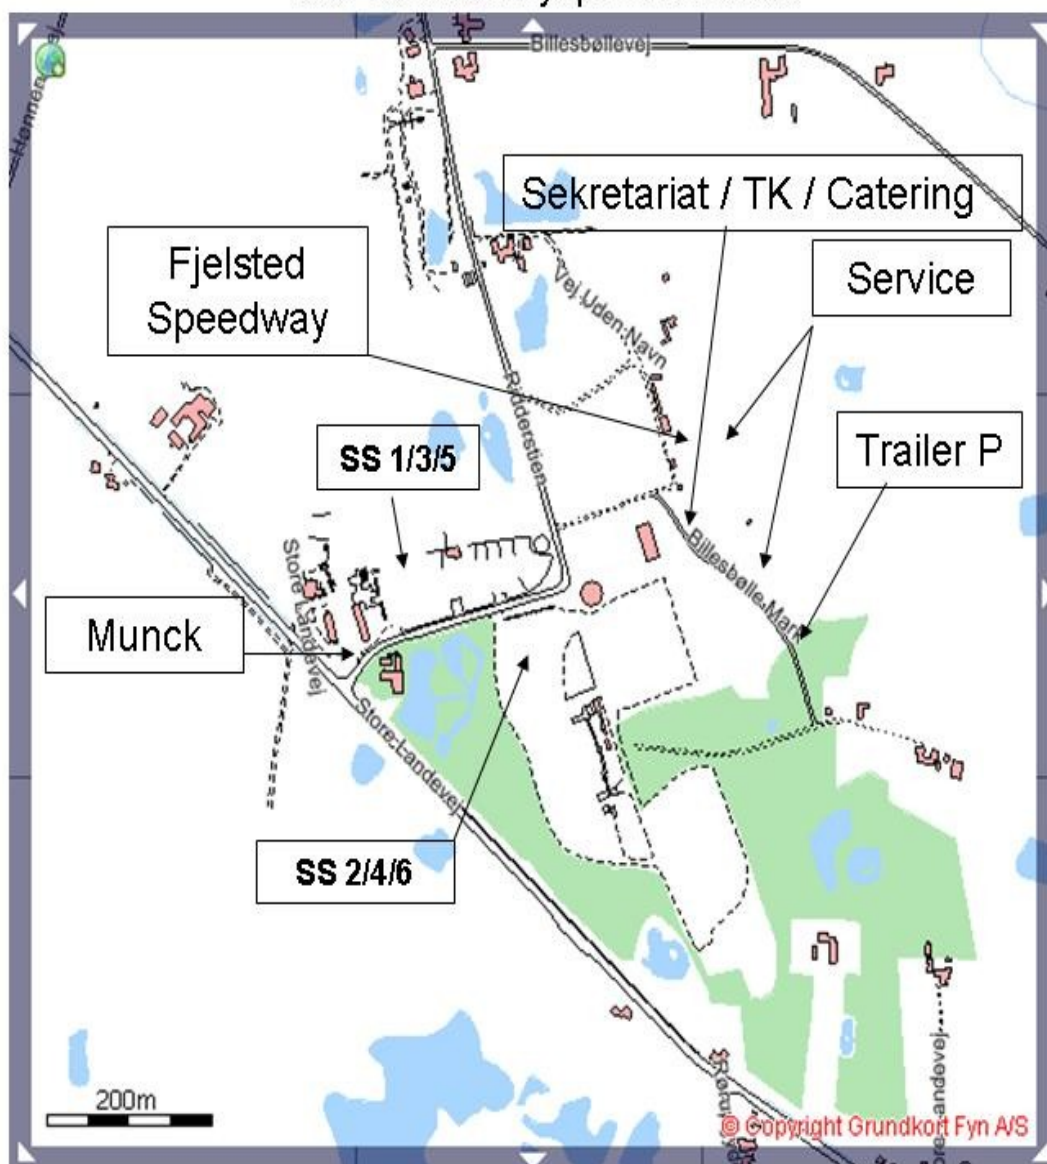 Billesbøllevej
Sekretariat / TK / Catering
Fjelsted
Speedway
Service
Vej Uden Navn
Ridderstien
SS 1/3/5
Trailer P
Billesbølle Mark
Store Landevej
Munck
Store Landevej
SS 2/4/6
200m
© Copyright Grundkort Fyn A/S